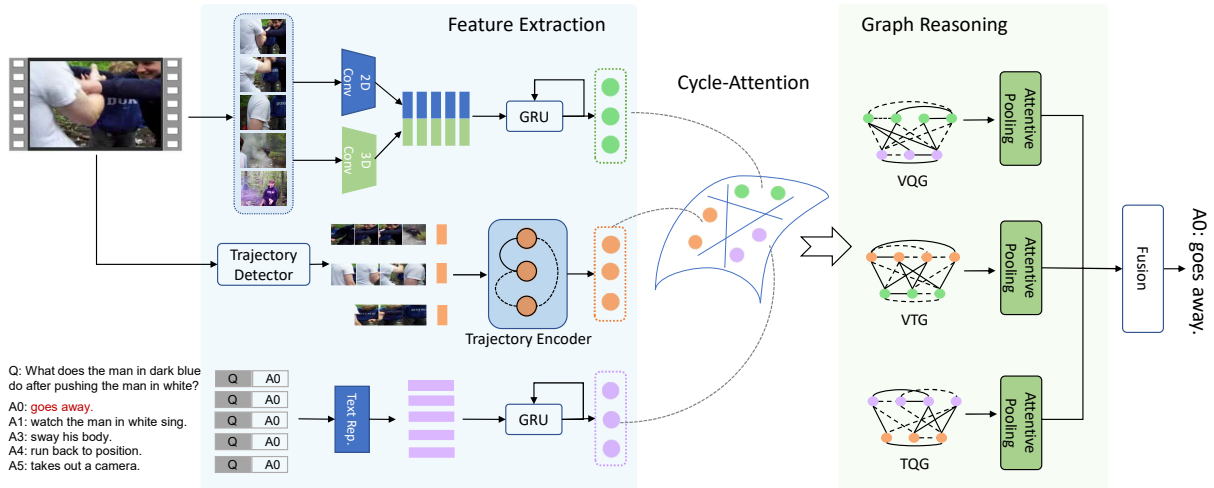 Feature Extraction
2D
Conv
3D
Conv
GRU
Trajectory
Detector
Trajectory Encoder
Q: What does the man in dark blue
do after pushing the man in white?
A0: goes away.
A1: watch the man in white sing.
A3: sway his body.
A4: run back to position.
A5: takes out a camera.
Q A0
Q A0
Q A0
Q A0
Q A0
Text Rep.
GRU
Cycle-Attention
Graph Reasoning
VQG
Attentive
Pooling
VTG
Attentive
Pooling
TQG
Attentive
Pooling
Fusion
A0: goes away.